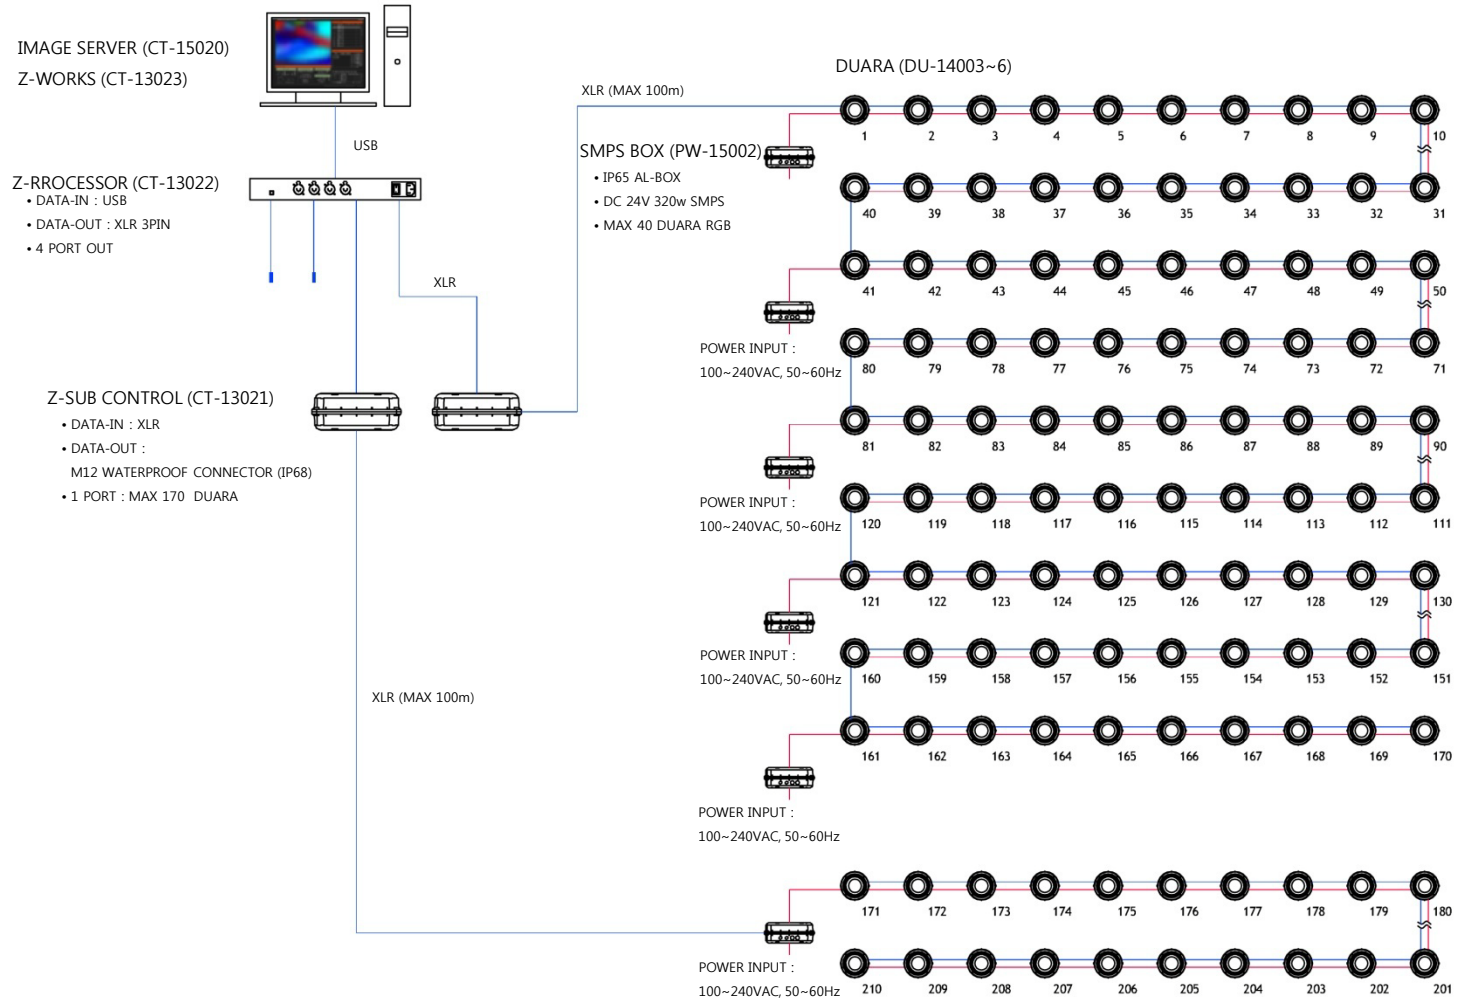 IMAGE SERVER (CT-15020)
Z-WORKS (CT-13023)
USB
Z-RROCESSOR (CT-13022)
• DATA-IN : USB
• DATA-OUT : XLR 3PIN
• 4 PORT OUT
XLR
Z-SUB CONTROL (CT-13021)
• DATA-IN : XLR
• DATA-OUT :
M12 WATERPROOF CONNECTOR (IP68)
• 1 PORT : MAX 170 DUARA
XLR (MAX 100m)
XLR (MAX 100m)
SMPS BOX (PW-15002)
• IP65 AL-BOX
• DC 24V 320w SMPS
• MAX 40 DUARA RGB
DUARA (DU-14003~6)
1 2 3 4 5 6 7 8 9 10
40 39 38 37 36 35 34 33 32 31
41 42 43 44 45 46 47 48 49 50
POWER INPUT :
100~240VAC, 50~60Hz
80 79 78 77 76 75 74 73 72 71
81 82 83 84 85 86 87 88 89 90
POWER INPUT :
100~240VAC, 50~60Hz
120 119 118 117 116 115 114 113 112 111
121 122 123 124 125 126 127 128 129 130
POWER INPUT :
100~240VAC, 50~60Hz
160 159 158 157 156 155 154 153 152 151
161 162 163 164 165 166 167 168 169 170
POWER INPUT :
100~240VAC, 50~60Hz
171 172 173 174 175 176 177 178 179 180
POWER INPUT :
100~240VAC, 50~60Hz
210 209 208 207 206 205 204 203 202 201